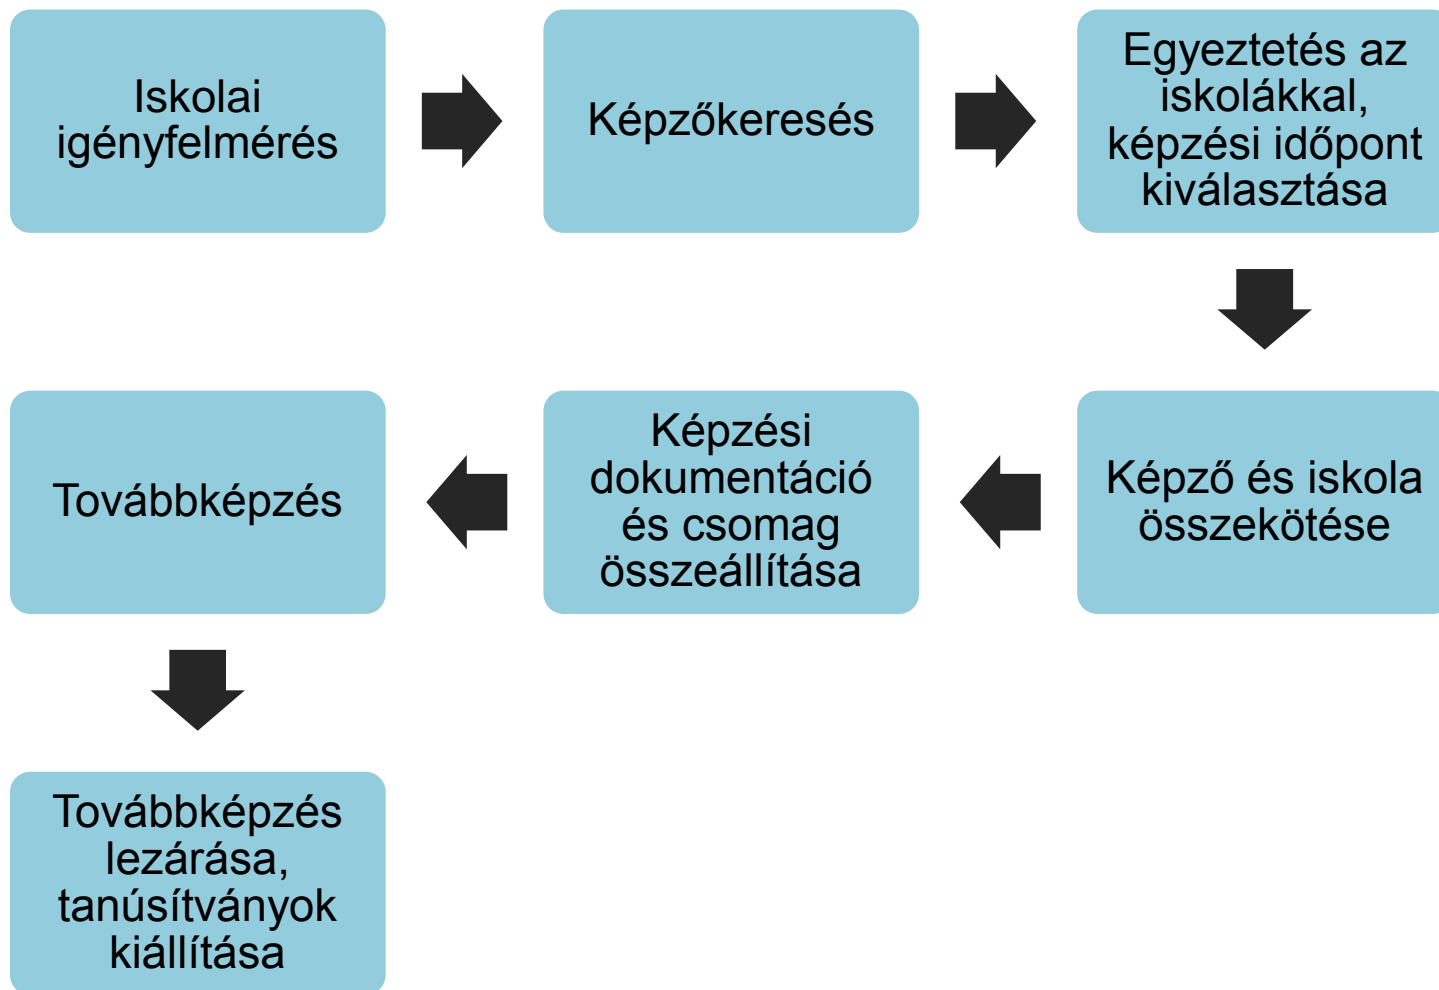 Iskolai
igényfelmérés
Képzőkeresés
Egyeztetés az
iskolákkal,
képzési időpont
kiválasztása
Képző és iskola
összekötése
Képzési
dokumentáció
és csomag
összeállítása
Továbbképzés
Továbbképzés
lezárása,
tanúsítványok
kiállítása